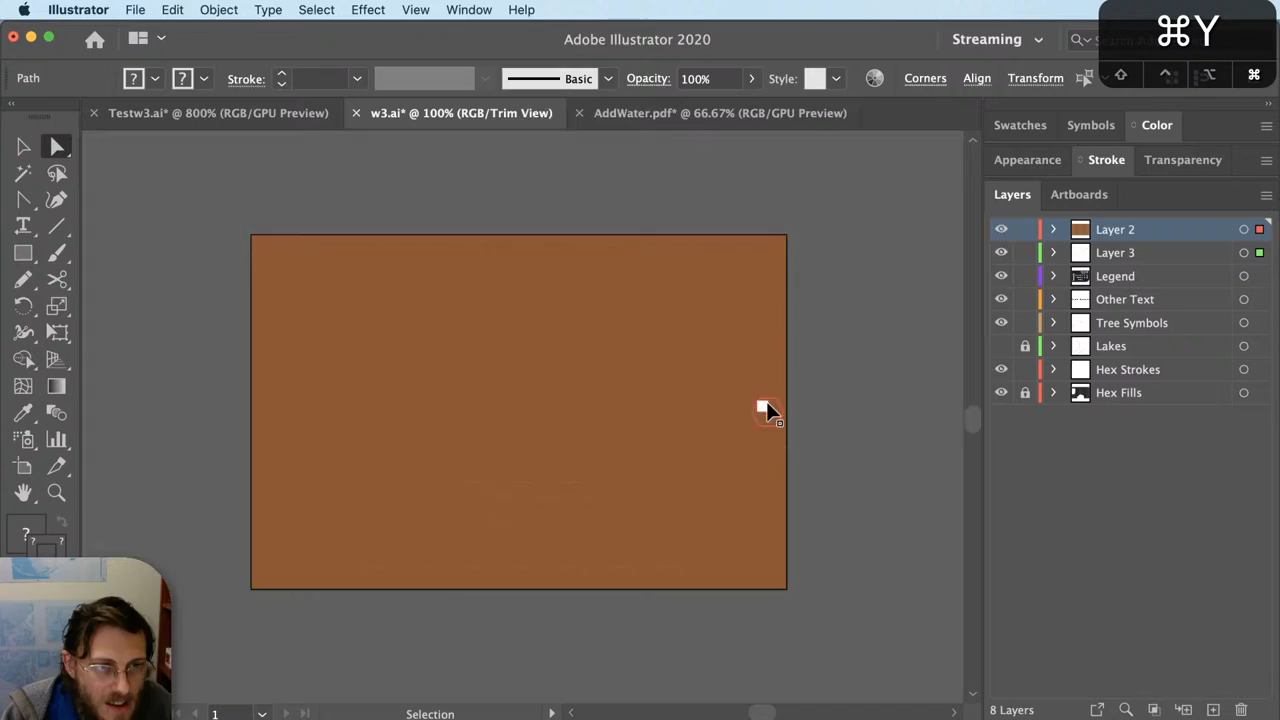 Illustrator File Edit Object Type Select Effect View Window Help
⌘Y
Adobe Illustrator 2020
Streaming
Path
? ? Stroke: Basic Opacity: 100% Style: Corners Align Transform
⌘
Testw3.ai* @ 800% (RGB/GPU Preview)
w3.ai* @ 100% (RGB/Trim View)
AddWater.pdf* @ 66.67% (RGB/GPU Preview)
Swatches Symbols Color
Appearance Stroke Transparency
Layers Artboards
Layer 2
Layer 3
Legend
Other Text
Tree Symbols
Lakes
Hex Strokes
Hex Fills
?
?
?
1
Selection
8 Layers